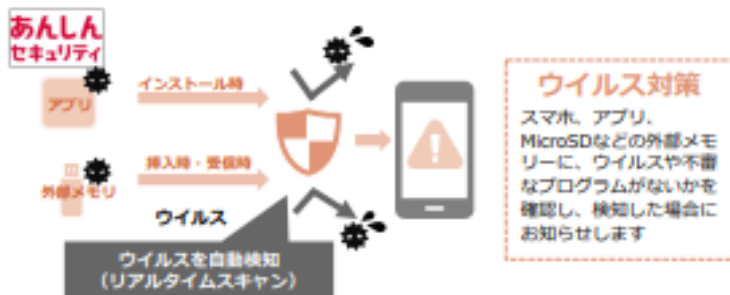 あんしん
セキュリティ
アプリ
インストール時
外部メモリ
挿入時・受信時
ウイルス
ウイルスを自動検知
（リアルタイムスキャン）
ウイルス対策
スマホ、アプリ、
MicroSDなどの外部メモ
リーに、ウイルスや不審
なプログラムがないかを
確認し、検知した場合に
お知らせします